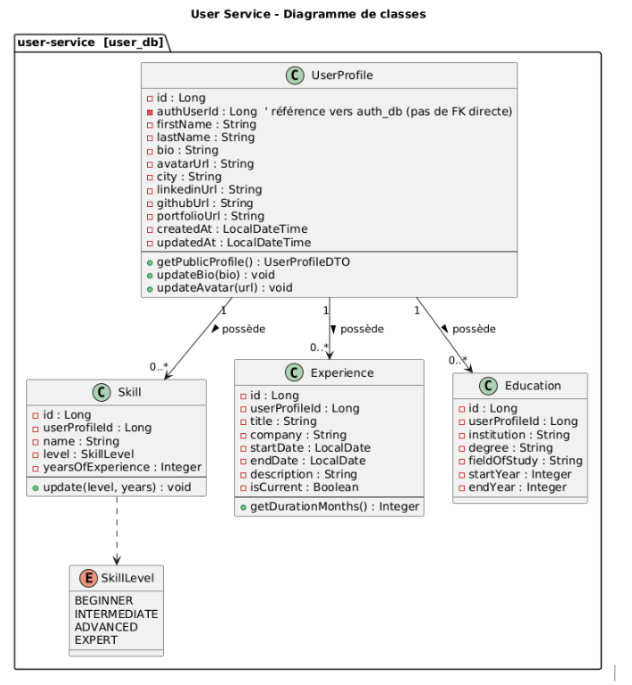 User Service - Diagramme de classes
user-service [user_db]
C UserProfile
id : Long
authUserId : Long ' référence vers auth_db (pas de FK directe)
firstName : String
lastName : String
bio : String
avatarUrl : String
city : String
linkedinUrl : String
githubUrl : String
portfolioUrl : String
createdAt : LocalDateTime
updatedAt : LocalDateTime
getPublicProfile() : UserProfileDTO
updateBio(bio) : void
updateAvatar(url) : void
1
1
1
possède
possède
possède
0..*
0..*
0..*
C Skill
id : Long
userProfileId : Long
name : String
level : SkillLevel
yearsOfExperience : Integer
update(level, years) : void
C Experience
id : Long
userProfileId : Long
title : String
company : String
startDate : LocalDate
endDate : LocalDate
description : String
isCurrent : Boolean
getDurationMonths() : Integer
C Education
id : Long
userProfileId : Long
institution : String
degree : String
fieldOfStudy : String
startYear : Integer
endYear : Integer
E SkillLevel
BEGINNER
INTERMEDIATE
ADVANCED
EXPERT